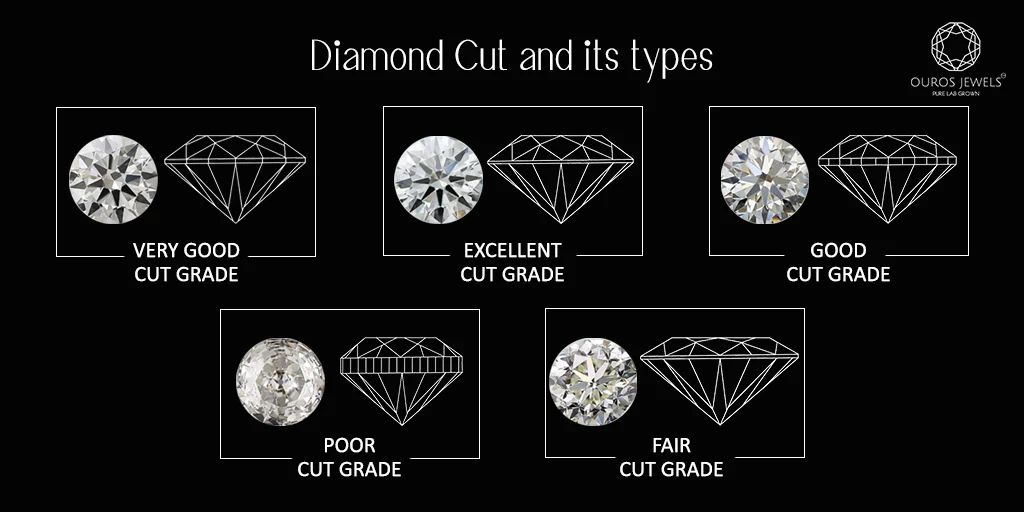 Diamond Cut and its types
OUROS JEWELS
PURE LAB GROWN
VERY GOOD
CUT GRADE
EXCELLENT
CUT GRADE
GOOD
CUT GRADE
POOR
CUT GRADE
FAIR
CUT GRADE